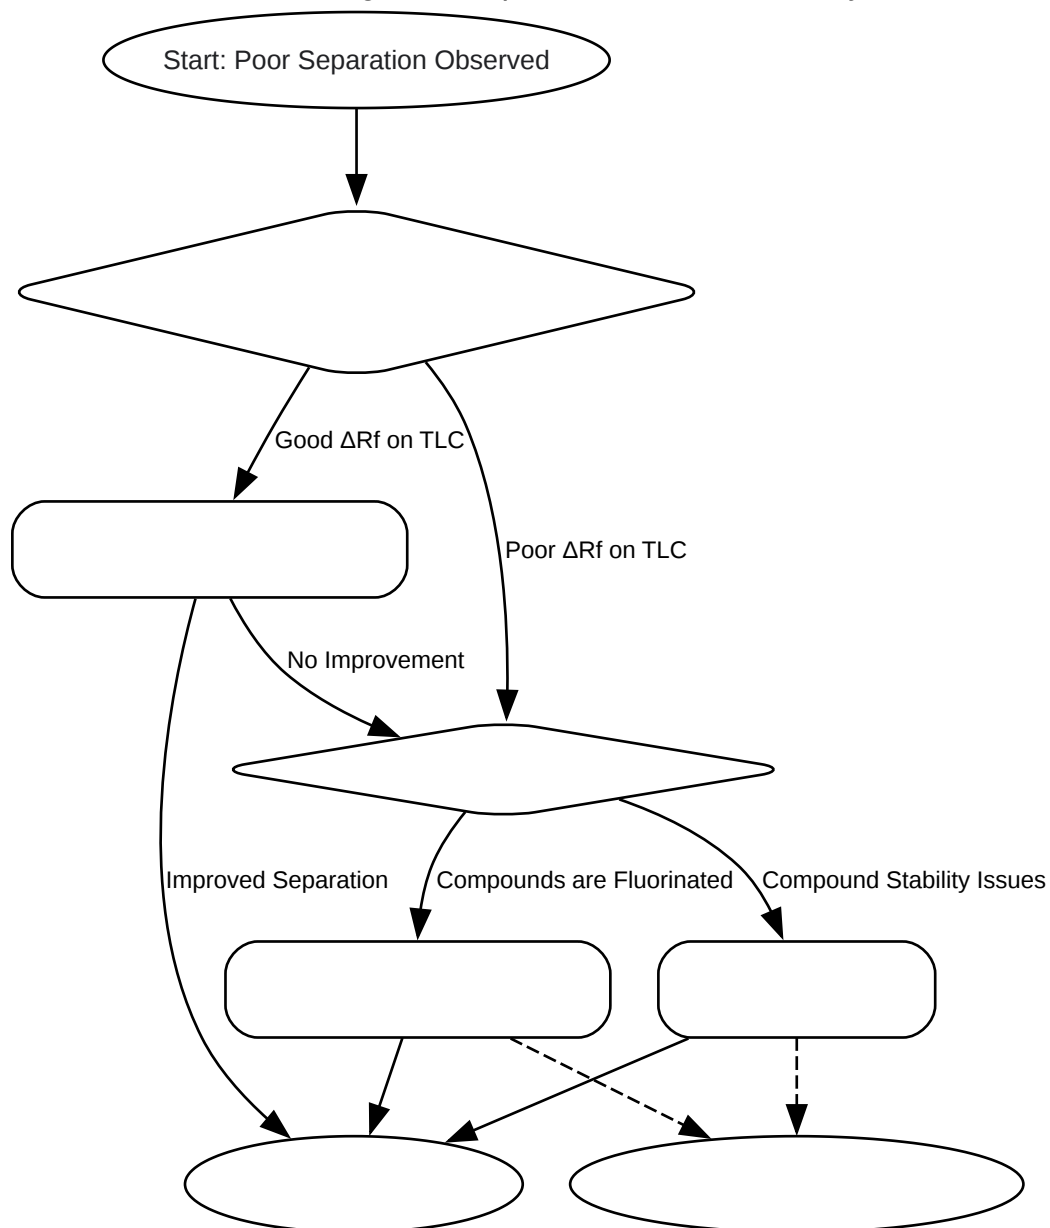 Start: Poor Separation Observed
Good ΔRf on TLC
Poor ΔRf on TLC
No Improvement
Improved Separation
Compounds are Fluorinated
Compound Stability Issues